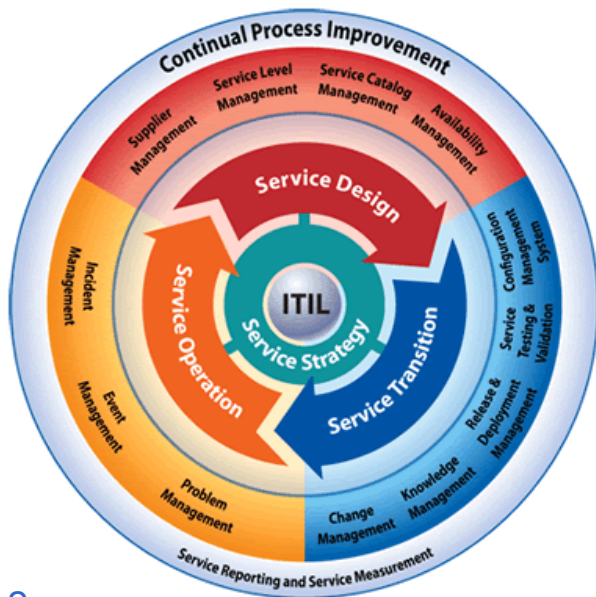 Continual Process Improvement
Supplier
Management
Service Level
Management
Service Catalog
Management
Availability
Management
Configuration
Management
System
Service
Testing &
Validation
Release &
Deployment
Management
Knowledge
Management
Change
Management
Problem
Management
Event
Management
Incident
Management
Service Design
Service Transition
Service Operation
Service Strategy
ITIL
Service Reporting and Service Measurement